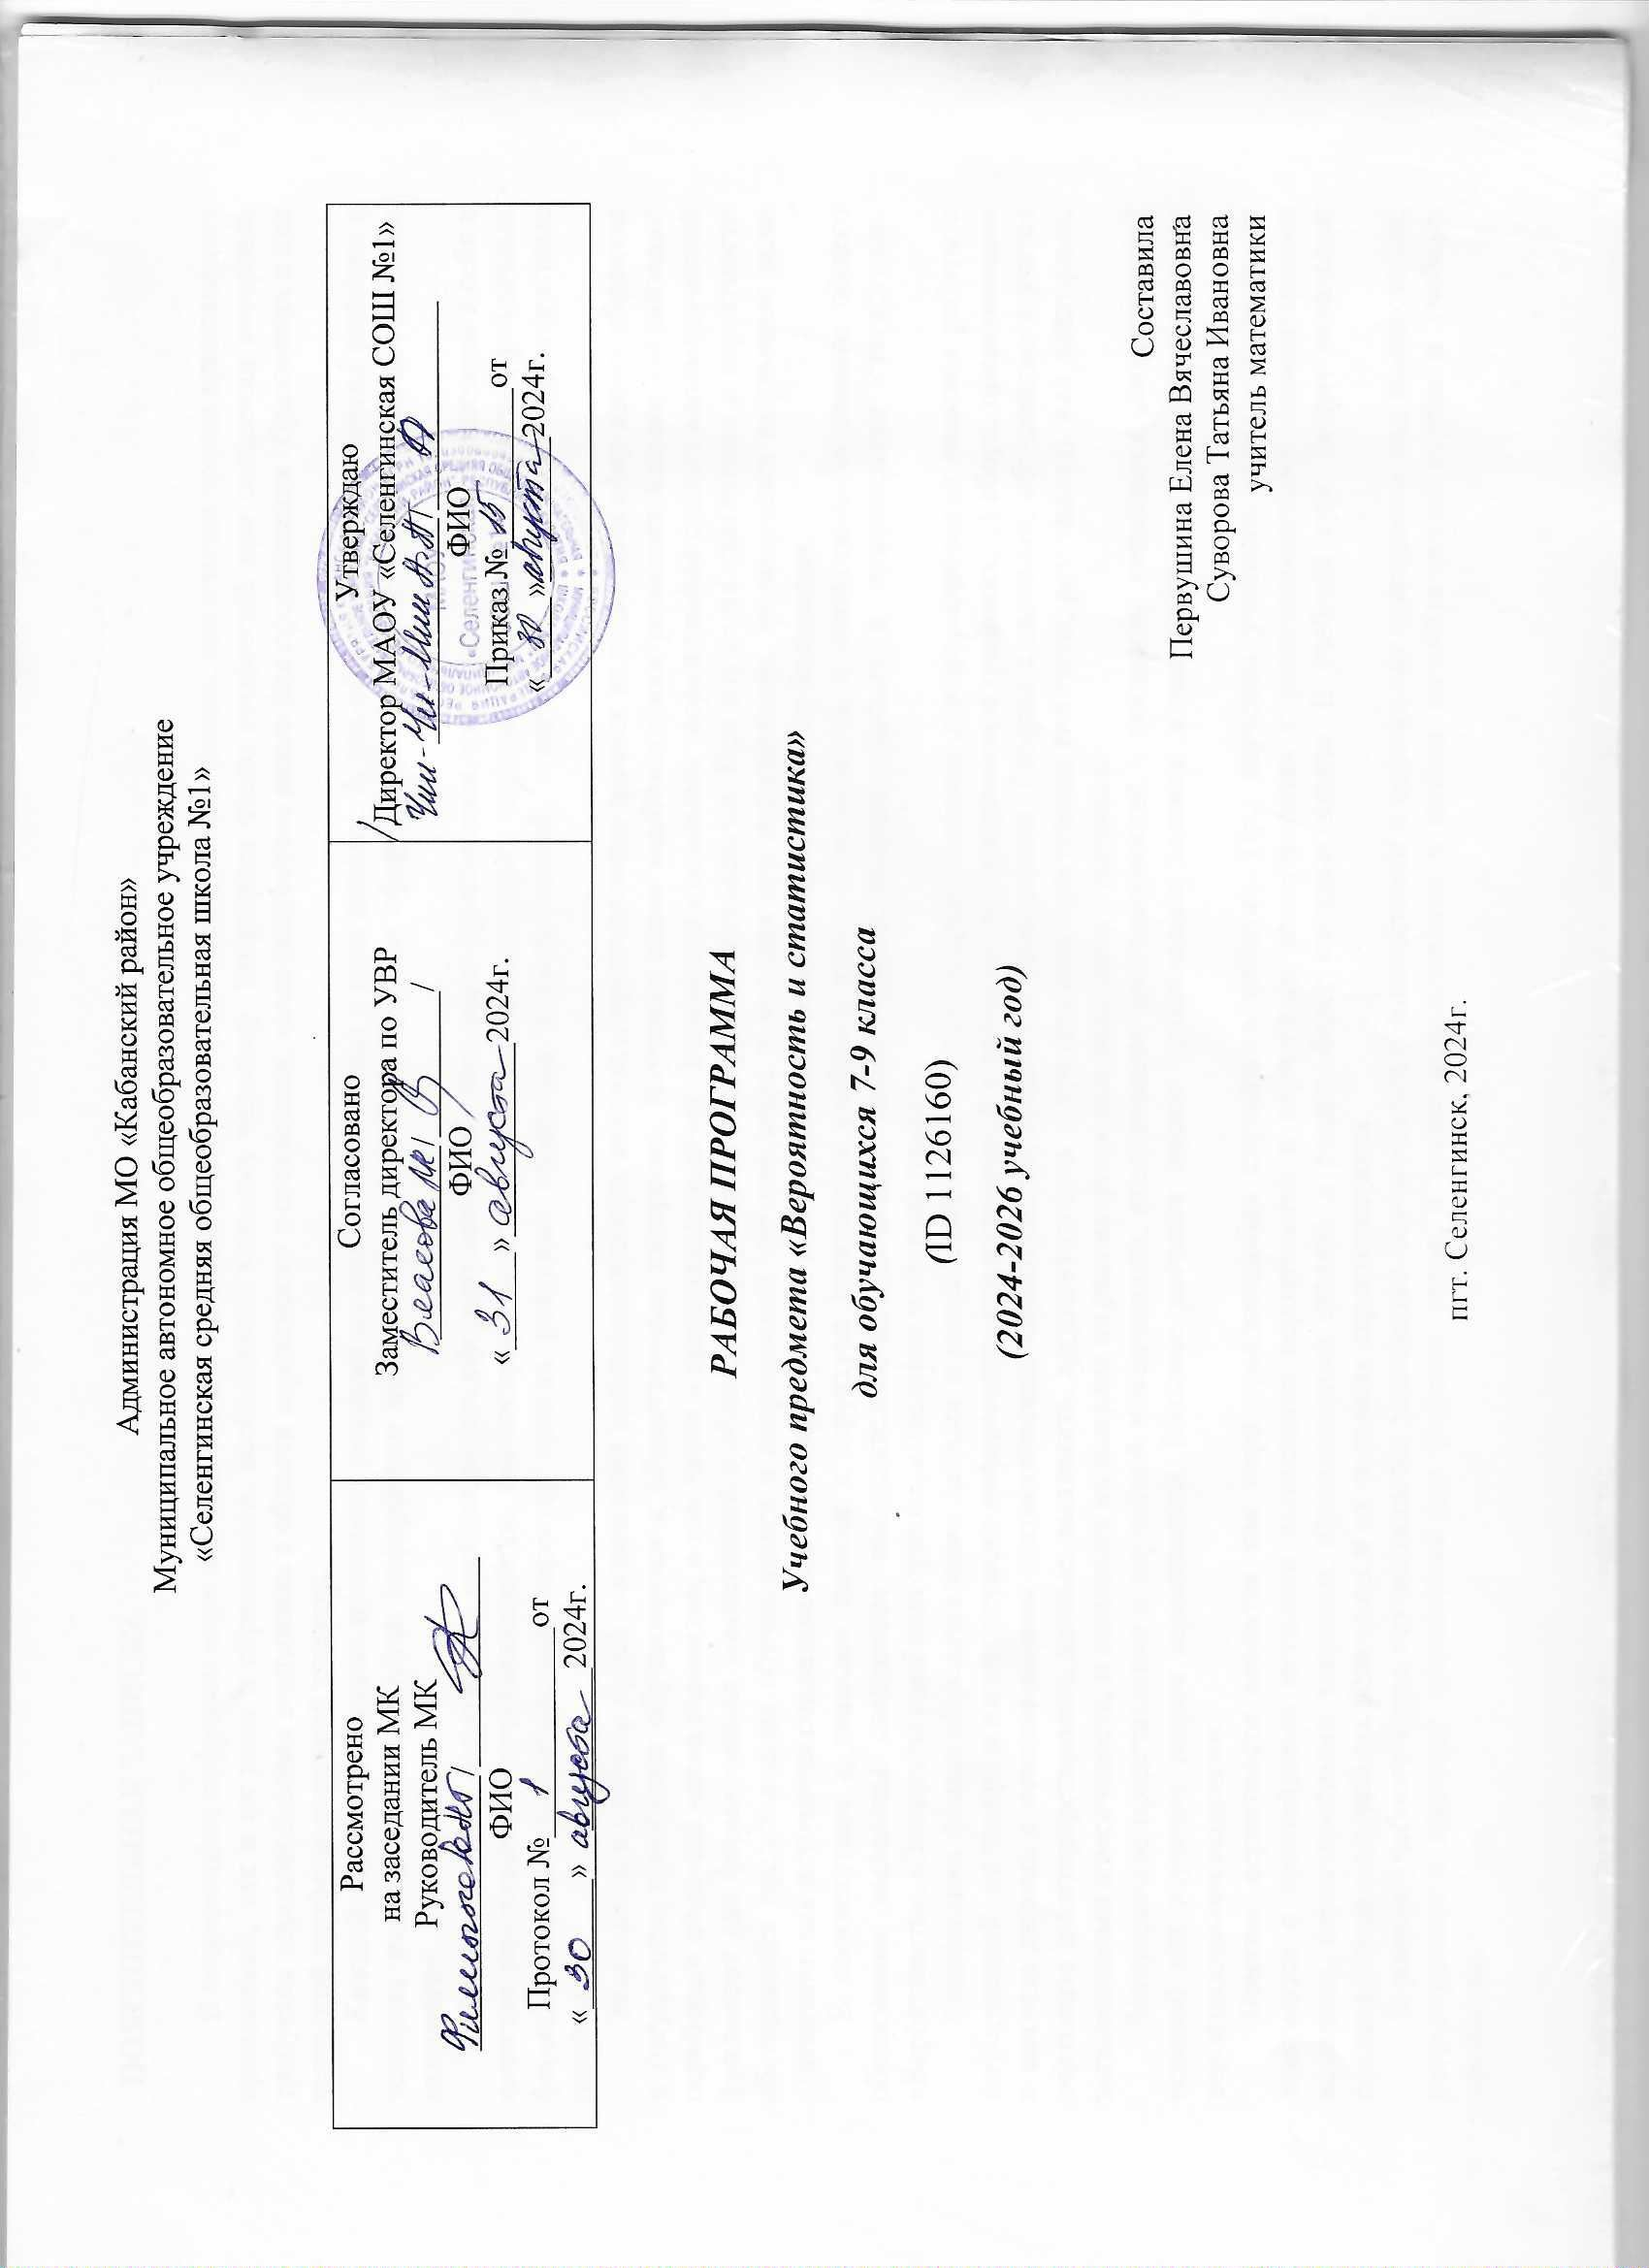 Администрация МО «Кабанский район»
Муниципальное автономное общеобразовательное учреждение
«Селенгинская средняя общеобразовательная школа №1»
Рассмотрено
на заседании МК
Руководитель МК
ФИО
Протокол № 1 от
« 30 » августа 2024г.
Согласовано
Заместитель директора по УВР
Власова
ФИО
« 31 » августа 2024г.
Утверждаю
Директор МАОУ «Селенгинская СОШ №1»
ФИО
Приказ № 15 от
« 30 » августа 2024г.
РАБОЧАЯ ПРОГРАММА
Учебного предмета «Вероятность и статистика»
для обучающихся 7-9 класса
(ID 1126160)
(2024-2026 учебный год)
Составила
Первушина Елена Вячеславовна
Суворова Татьяна Ивановна
учитель математики
пгт. Селенгинск, 2024г.